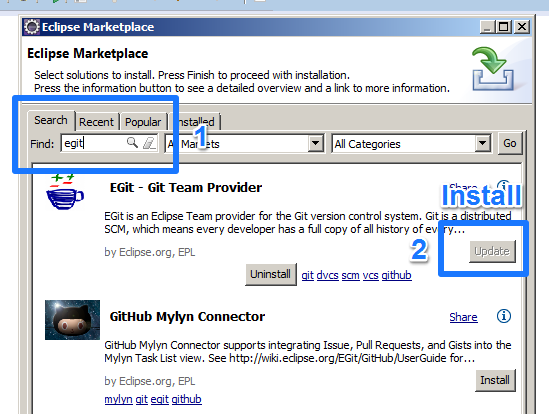 Eclipse Marketplace
Eclipse Marketplace
Select solutions to install. Press Finish to proceed with installation.
Press the information button to see a detailed overview and a link to more information.
Search Recent Popular Installed
1
Find: egit All Markets All Categories Go
EGit - Git Team Provider Share
Install
EGit is an Eclipse Team provider for the Git version control system. Git is a distributed
SCM, which means every developer has a full copy of all history of every...
2
by Eclipse.org, EPL Update
Uninstall git dvcs scm vcs github
GitHub Mylyn Connector Share
GitHub Mylyn Connector supports integrating Issue, Pull Requests, and Gists into the
Mylyn Task List view. See http://wiki.eclipse.org/EGit/GitHub/UserGuide for...
by Eclipse.org, EPL Install
mylyn git egit github